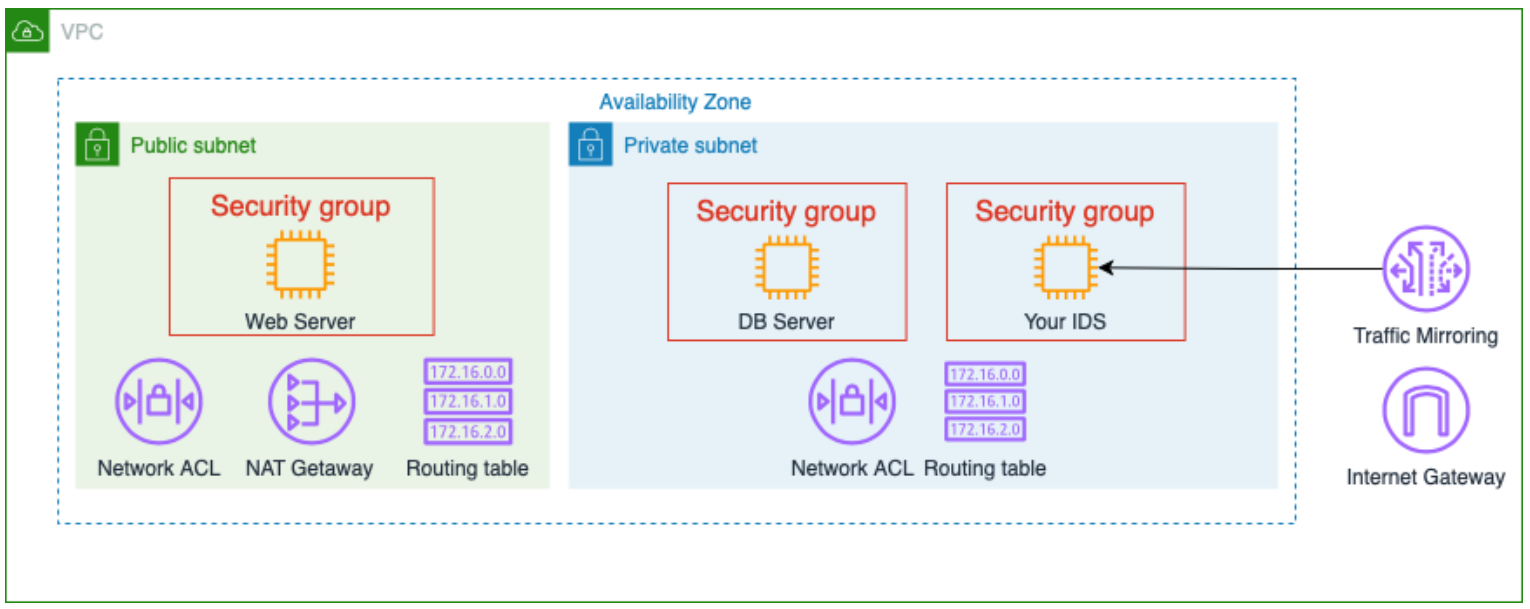 VPC
Availability Zone
Public subnet
Security group
Web Server
Network ACL
NAT Getaway
172.16.0.0
172.16.1.0
172.16.2.0
Routing table
Private subnet
Security group
DB Server
Security group
Your IDS
Network ACL
172.16.0.0
172.16.1.0
172.16.2.0
Routing table
Traffic Mirroring
Internet Gateway